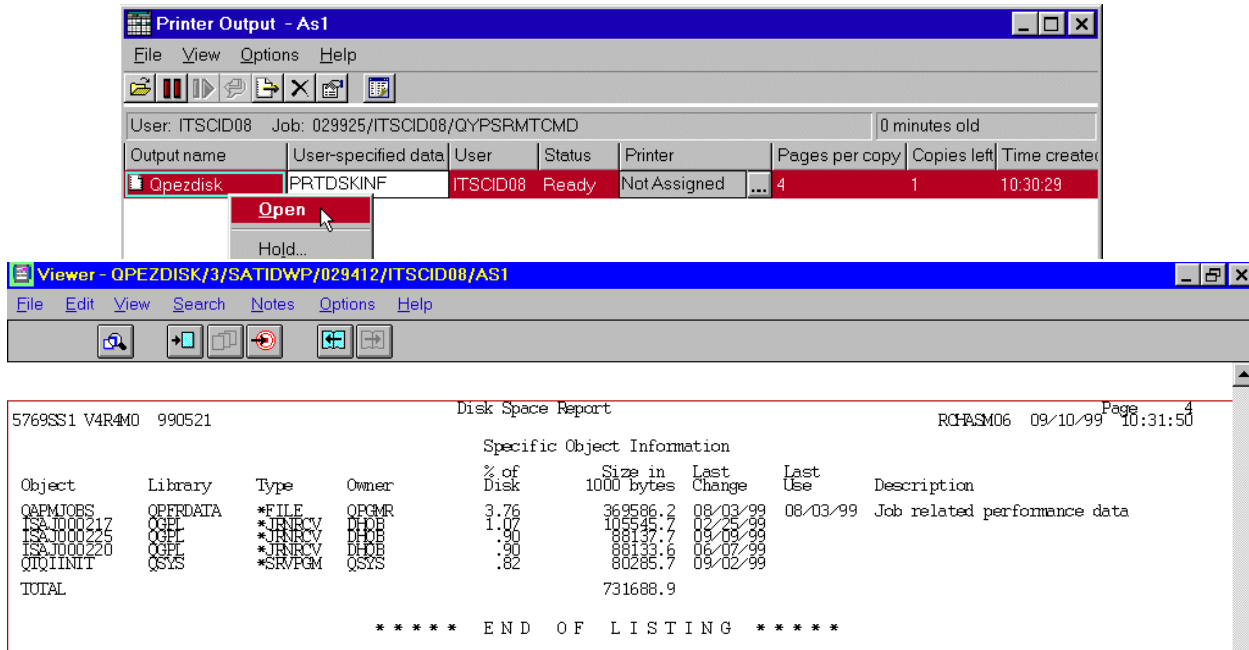 Printer Output - As1
File View Options Help
User: ITSCID08 Job: 029925/ITSCID08/QYPSRMTCMD 0 minutes old
Output name User-specified data User Status Printer Pages per copy Copies left Time created
Qpezdisk PRTDSKINF ITSCID08 Ready Not Assigned ... 4 1 10:30:29
Open
Hold...
Viewer - QPEZDISK/3/SATIDWP/029412/ITSCID08/AS1
File Edit View Search Notes Options Help
Disk Space Report Page 4
5769SS1 V4R4M0 990521 RCHASM06 09/10/99 10:31:50
Specific Object Information
% of Size in Last Last
Object Library Type Owner Disk 1000 bytes Change Use Description
QAPMJOBS QPFRDATA *FILE QPGMR 3.76 369586.2 08/03/99 08/03/99 Job related performance data
ISAJ000217 QGPL *JRNRCV DHQB 1.07 105545.7 02/25/99
ISAJ000225 QGPL *JRNRCV DHQB .90 88137.7 09/09/99
ISAJ000220 QGPL *JRNRCV DHQB .90 88133.6 06/07/99
QIQIINIT QSYS *SRVPGM QSYS .82 80285.7 09/02/99
TOTAL 731688.9
* * * * * E N D O F L I S T I N G * * * * *